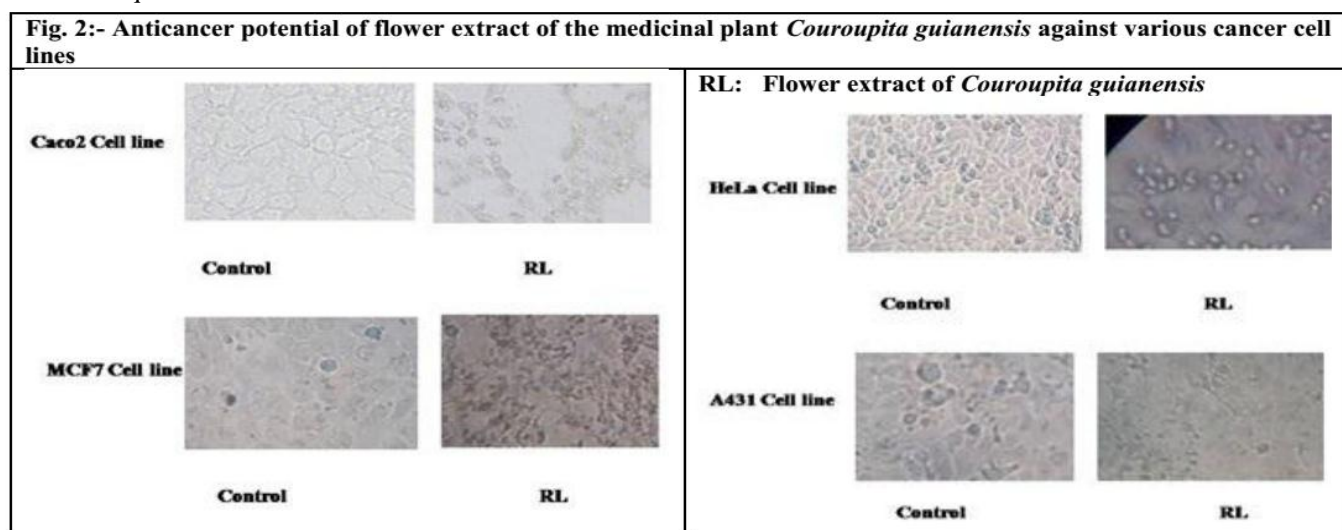 Fig. 2:- Anticancer potential of flower extract of the medicinal plant Couroupita guianensis against various cancer cell
lines
Caco2 Cell line
Control RL
MCF7 Cell line
Control RL
RL: Flower extract of Couroupita guianensis
HeLa Cell line
Control RL
A431 Cell line
Control RL